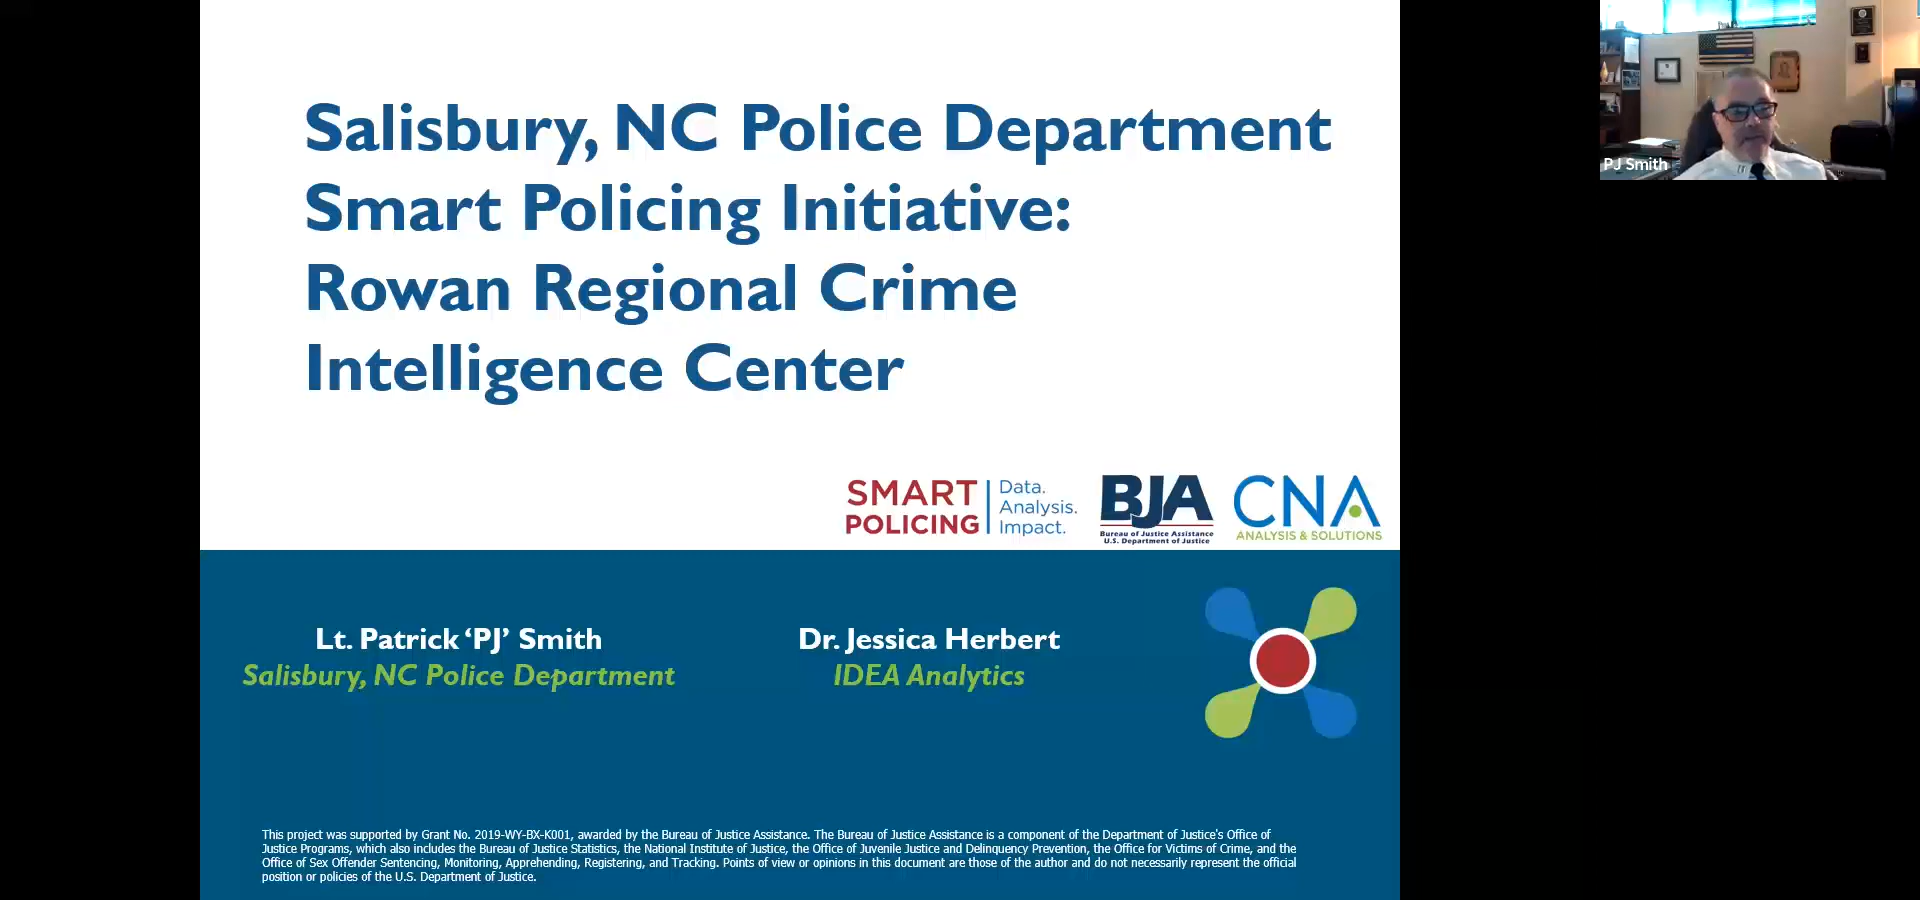 Salisbury, NC Police Department
Smart Policing Initiative:
Rowan Regional Crime
Intelligence Center
PJ Smith
SMART
POLICING
Data.
Analysis.
Impact.
BJA
Bureau of Justice Assistance
U.S. Department of Justice
CNA
ANALYSIS & SOLUTIONS
Lt. Patrick ‘PJ’ Smith
Salisbury, NC Police Department
Dr. Jessica Herbert
IDEA Analytics
This project was supported by Grant No. 2019-WY-BX-K001, awarded by the Bureau of Justice Assistance. The Bureau of Justice Assistance is a component of the Department of Justice's Office of
Justice Programs, which also includes the Bureau of Justice Statistics, the National Institute of Justice, the Office of Juvenile Justice and Delinquency Prevention, the Office for Victims of Crime, and the
Office of Sex Offender Sentencing, Monitoring, Apprehending, Registering, and Tracking. Points of view or opinions in this document are those of the author and do not necessarily represent the official
position or policies of the U.S. Department of Justice.